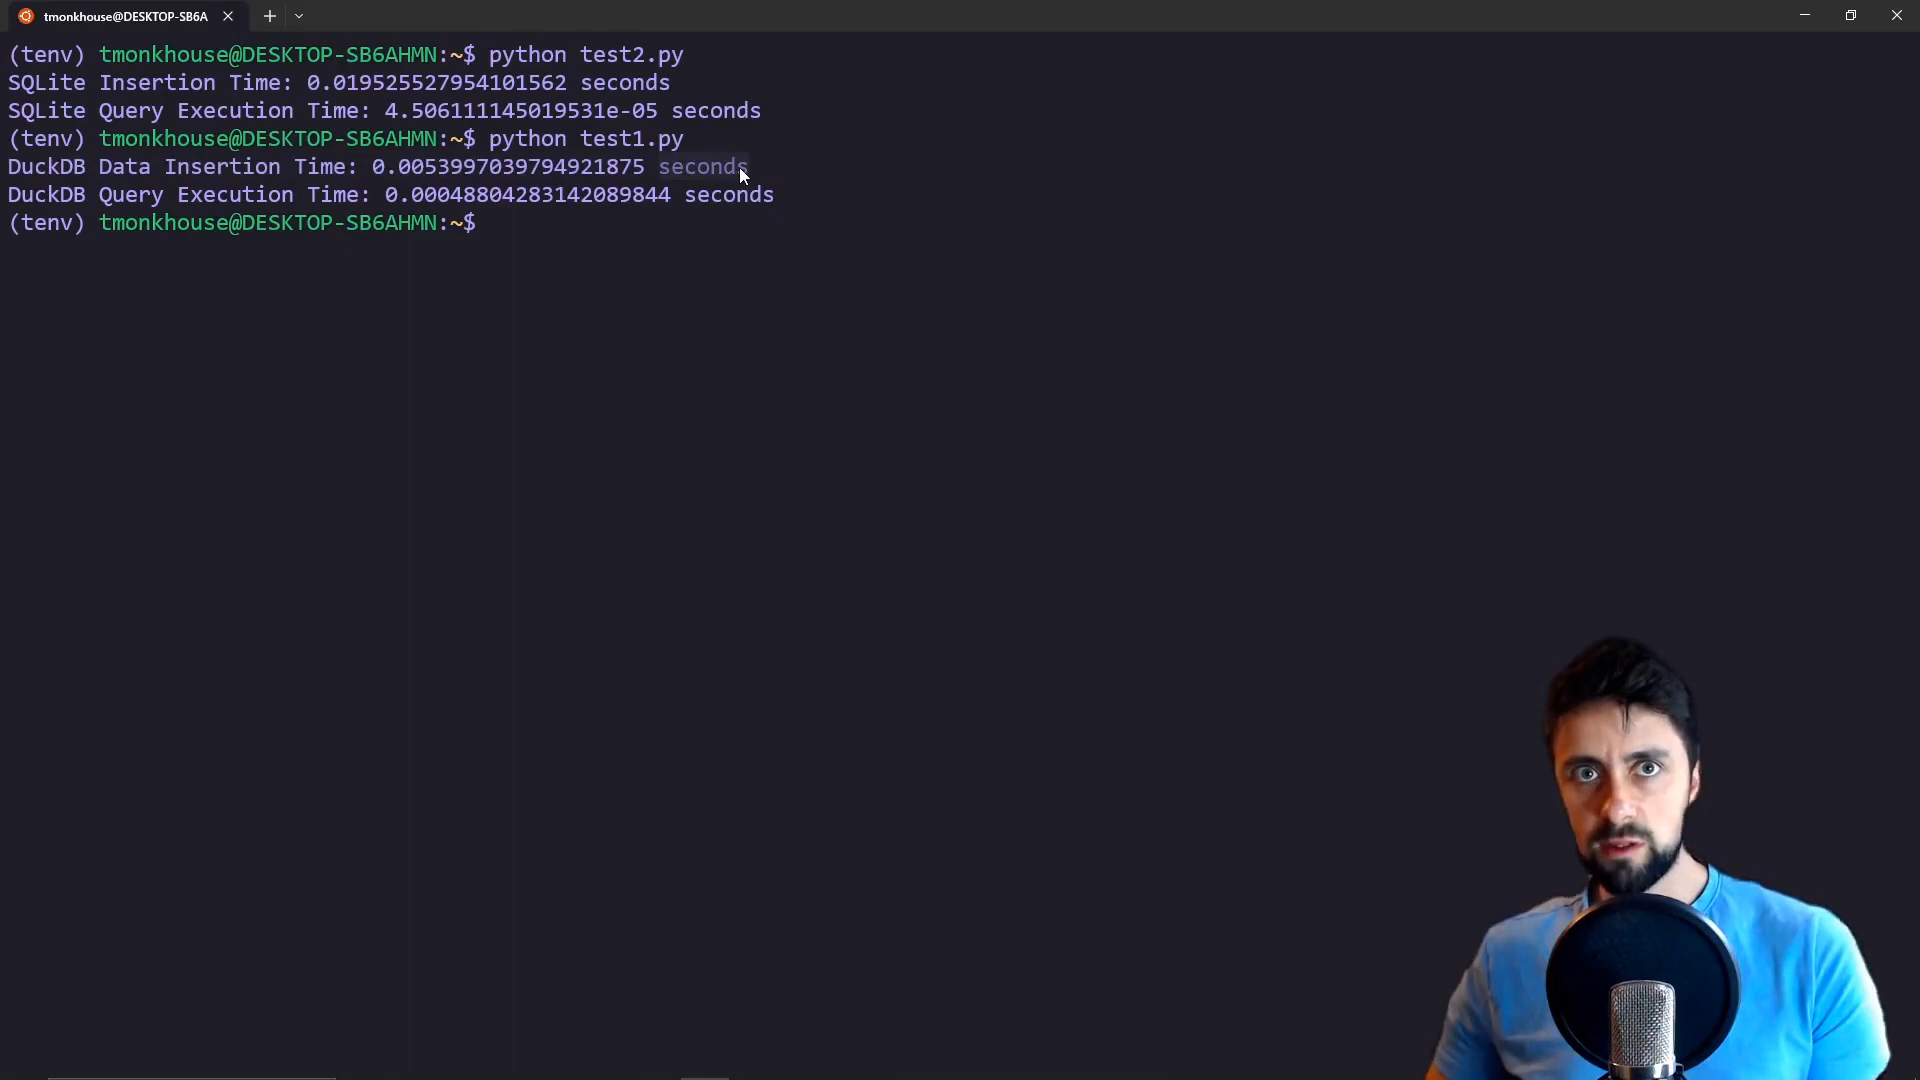 tmonkhouse@DESKTOP-SB6A
(tenv) tmonkhouse@DESKTOP-SB6AHMN:~$ python test2.py
SQLite Insertion Time: 0.019525527954101562 seconds
SQLite Query Execution Time: 4.506111145019531e-05 seconds
(tenv) tmonkhouse@DESKTOP-SB6AHMN:~$ python test1.py
DuckDB Data Insertion Time: 0.0053997039794921875 seconds
DuckDB Query Execution Time: 0.00048804283142089844 seconds
(tenv) tmonkhouse@DESKTOP-SB6AHMN:~$